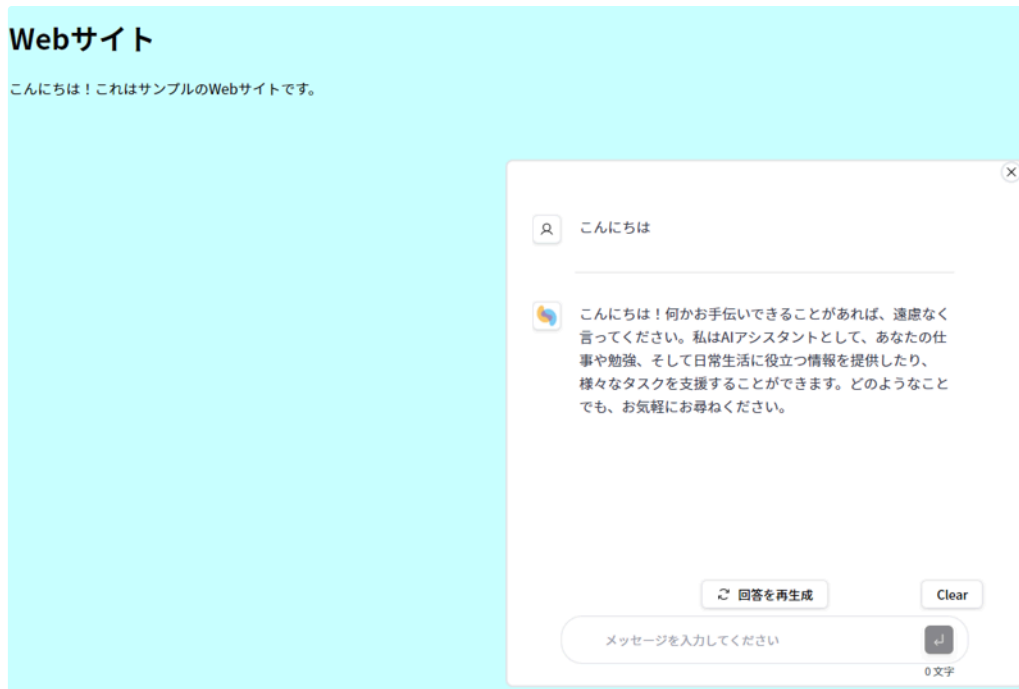 Webサイト
こんにちは！これはサンプルのWebサイトです。
こんにちは
こんにちは！何かお手伝いできることがあれば、遠慮なく
言ってください。私はAIアシスタントとして、あなたの仕
事や勉強、そして日常生活に役立つ情報を提供したり、
様々なタスクを支援することができます。どのようなこと
でも、お気軽にお尋ねください。
回答を再生成
Clear
メッセージを入力してください
0文字